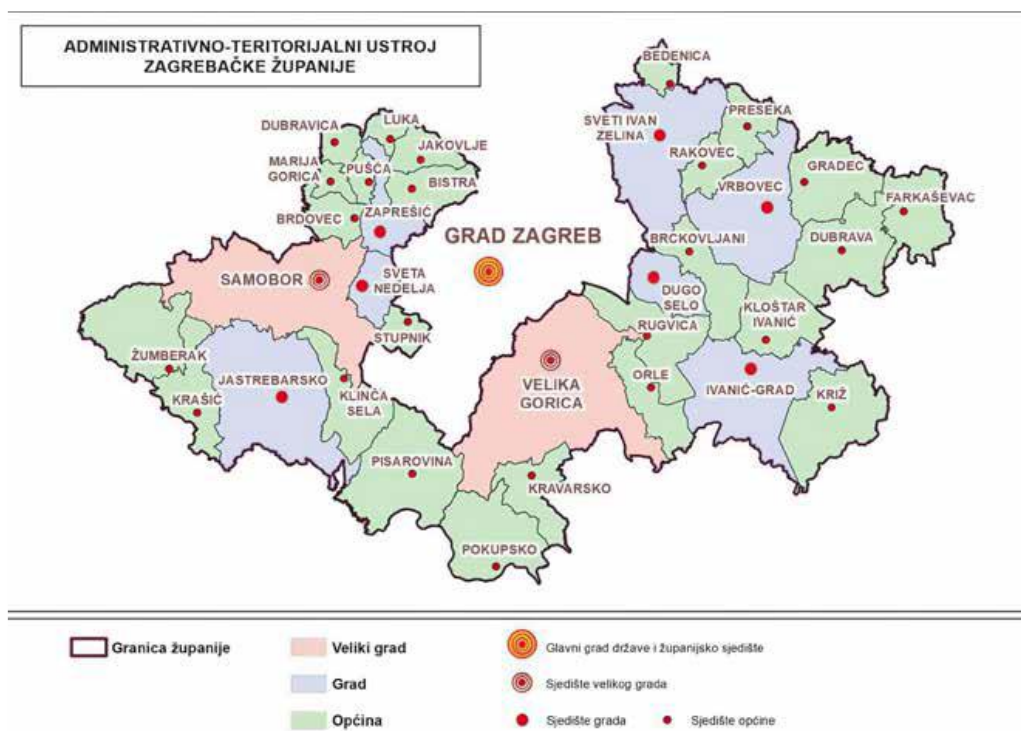 ADMINISTRATIVNO-TERITORIJALNI USTROJ
ZAGREBAČKE ŽUPANIJE
BEDENICA
DUBRAVICA
LUKA
SVETI IVAN
ZELINA
PRESEKA
JAKOVLJE
MARIJA
GORICA
PUŠĆA
RAKOVEC
GRADEC
BISTRA
VRBOVEC
FARKAŠEVAC
BRDOVEC
ZAPREŠIĆ
GRAD ZAGREB
BRCKOVLJANI
DUBRAVA
SAMOBOR
SVETA
NEDELJA
DUGO
SELO
KLOŠTAR
IVANIĆ
STUPNIK
RUGVICA
ŽUMBERAK
JASTREBARSKO
KLINČA
SELA
VELIKA
GORICA
ORLE
IVANIĆ-GRAD
KRIŽ
KRAŠIĆ
PISAROVINA
KRAVARSKO
POKUPSKO
Granica županije
Veliki grad
Grad
Općina
Glavni grad države i županijsko sjedište
Sjedište velikog grada
Sjedište grada
Sjedište općine